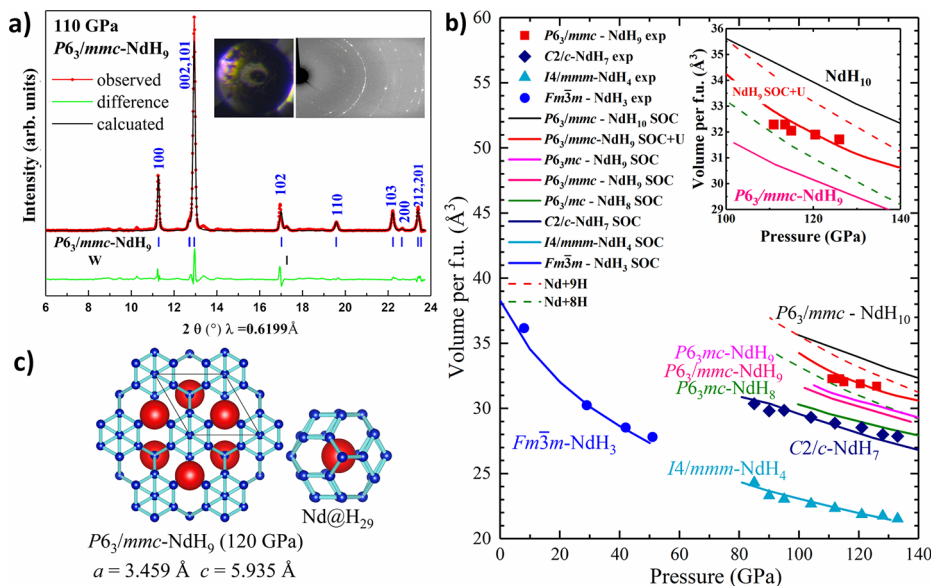 a)
110 GPa
P6₃/mmc-NdH₉
observed
difference
calcuated
002,101
100
102
110
103
200
212,201
P6₃/mmc-NdH₉
W
Intensity (arb. units)
6 8 10 12 14 16 18 20 22 24
2 θ (°) λ =0.6199Å
c)
Nd@H₂₉
P6₃/mmc-NdH₉ (120 GPa)
a = 3.459 Å c = 5.935 Å
b)
60
55
50
45
40
35
30
25
20
Volume per f.u. (Å³)
P6₃/mmc - NdH₉ exp
C2/c-NdH₇ exp
I4/mmm-NdH₄ exp
Fm3̅m - NdH₃ exp
P6₃/mmc - NdH₁₀ SOC
P6₃/mmc-NdH₉ SOC+U
P6₃mc - NdH₉ SOC
P6₃/mmc - NdH₉ SOC
P6₃/mc - NdH₈ SOC
C2/c-NdH₇ SOC
I4/mmm-NdH₄ SOC
Fm3̅m - NdH₃ SOC
Nd+9H
Nd+8H
36
35
34
33
32
31
30
29
Volume per f.u. (Å³)
NdH₁₀
NdH₉ SOC+U
P6₃/mmc-NdH₉
100 120 140
Pressure (GPa)
P6₃/mmc - NdH₁₀
P6₃mc-NdH₉
P6₃/mmc-NdH₉
P6₃mc-NdH₈
C2/c-NdH₇
Fm3̅m-NdH₃
I4/mmm-NdH₄
0 20 40 60 80 100 120 140
Pressure (GPa)